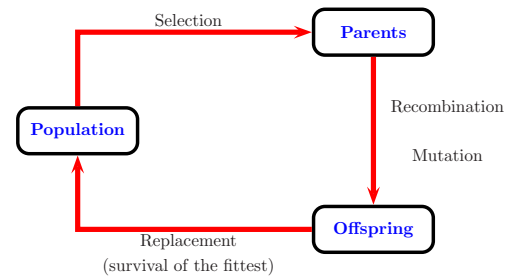 Selection
Parents
Recombination
Population
Mutation
Offspring
Replacement
(survival of the fittest)